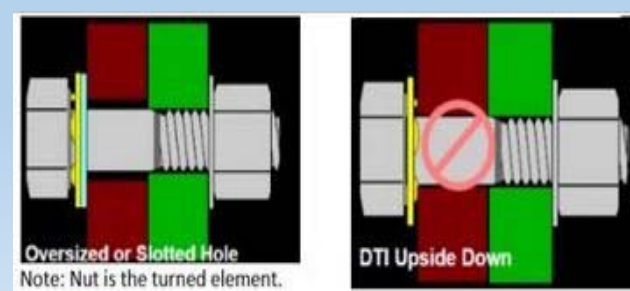 Oversized or Slotted Hole
Note: Nut is the turned element.
DTI Upside Down